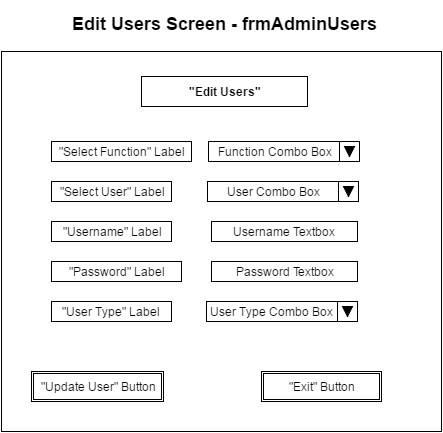 Edit Users Screen - frmAdminUsers
"Edit Users"
"Select Function" Label Function Combo Box
"Select User" Label User Combo Box
"Username" Label Username Textbox
"Password" Label Password Textbox
"User Type" Label User Type Combo Box
"Update User" Button "Exit" Button